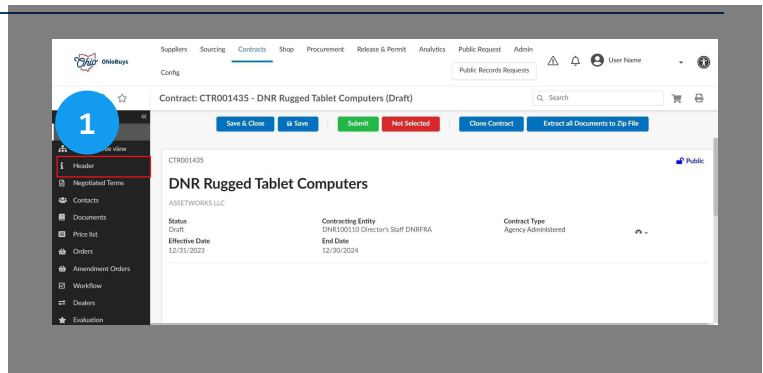 Suppliers Sourcing Contracts Shop Procurement Release & Permit Analytics Public Request Admin
Ohio OhioBuys
User Name
Config
Public Records Requests
Contract: CTR001435 - DNR Rugged Tablet Computers (Draft)
Search
1
Save & Close Save Submit Not Selected Clone Contract Extract all Documents to Zip File
view
Header
Negotiated Terms
Contacts
Documents
Price list
Orders
Amendment Orders
Workflow
Dealers
Evaluation
CTR001435
Public
DNR Rugged Tablet Computers
ASSETWORKS LLC
Status Contracting Entity Contract Type
Draft DNR100110 Director's Staff DNRFRA Agency Administered
Effective Date End Date
12/31/2023 12/30/2024